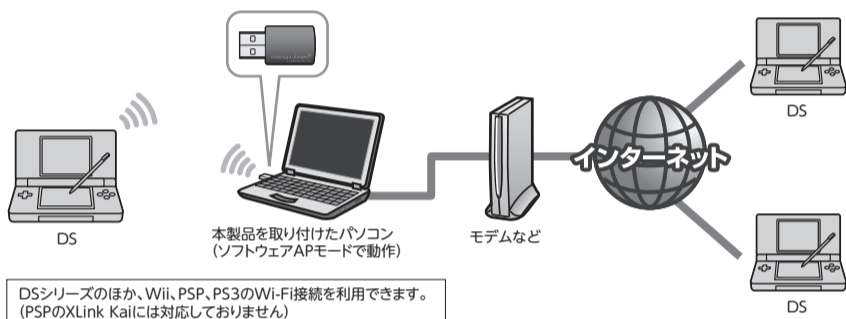 DS
インターネット
DS
本製品を取り付けたパソコン
(ソフトウェアAPモードで動作)
モデムなど
DS
DSシリーズのほか、Wii、PSP、PS3のWi-Fi接続を利用できます。
(PSPのXLink Kaiには対応しておりません)